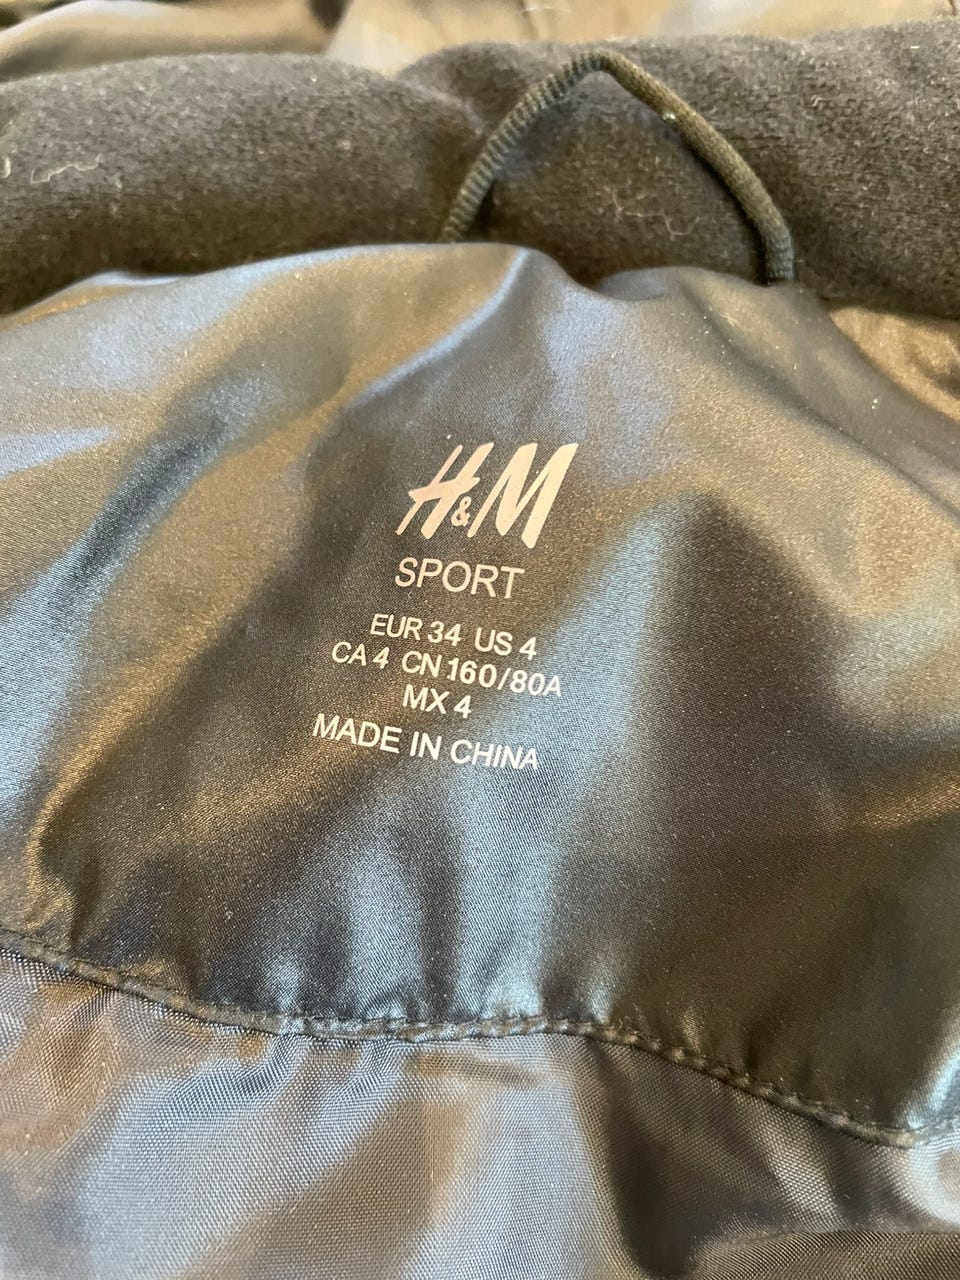 H&M
SPORT
EUR 34 US 4
CA 4 CN 160/80A
MX 4
MADE IN CHINA